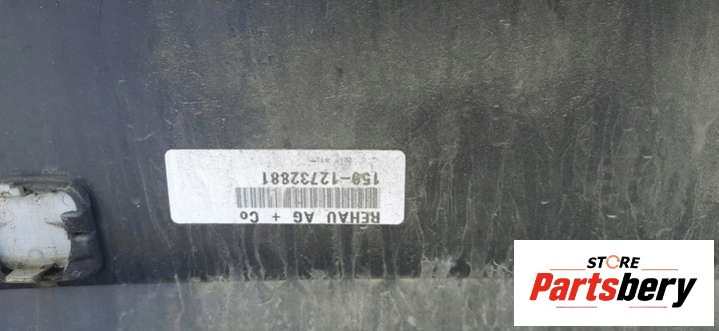 REHAU AG + Co
150-12732881
STORE
Partsbery